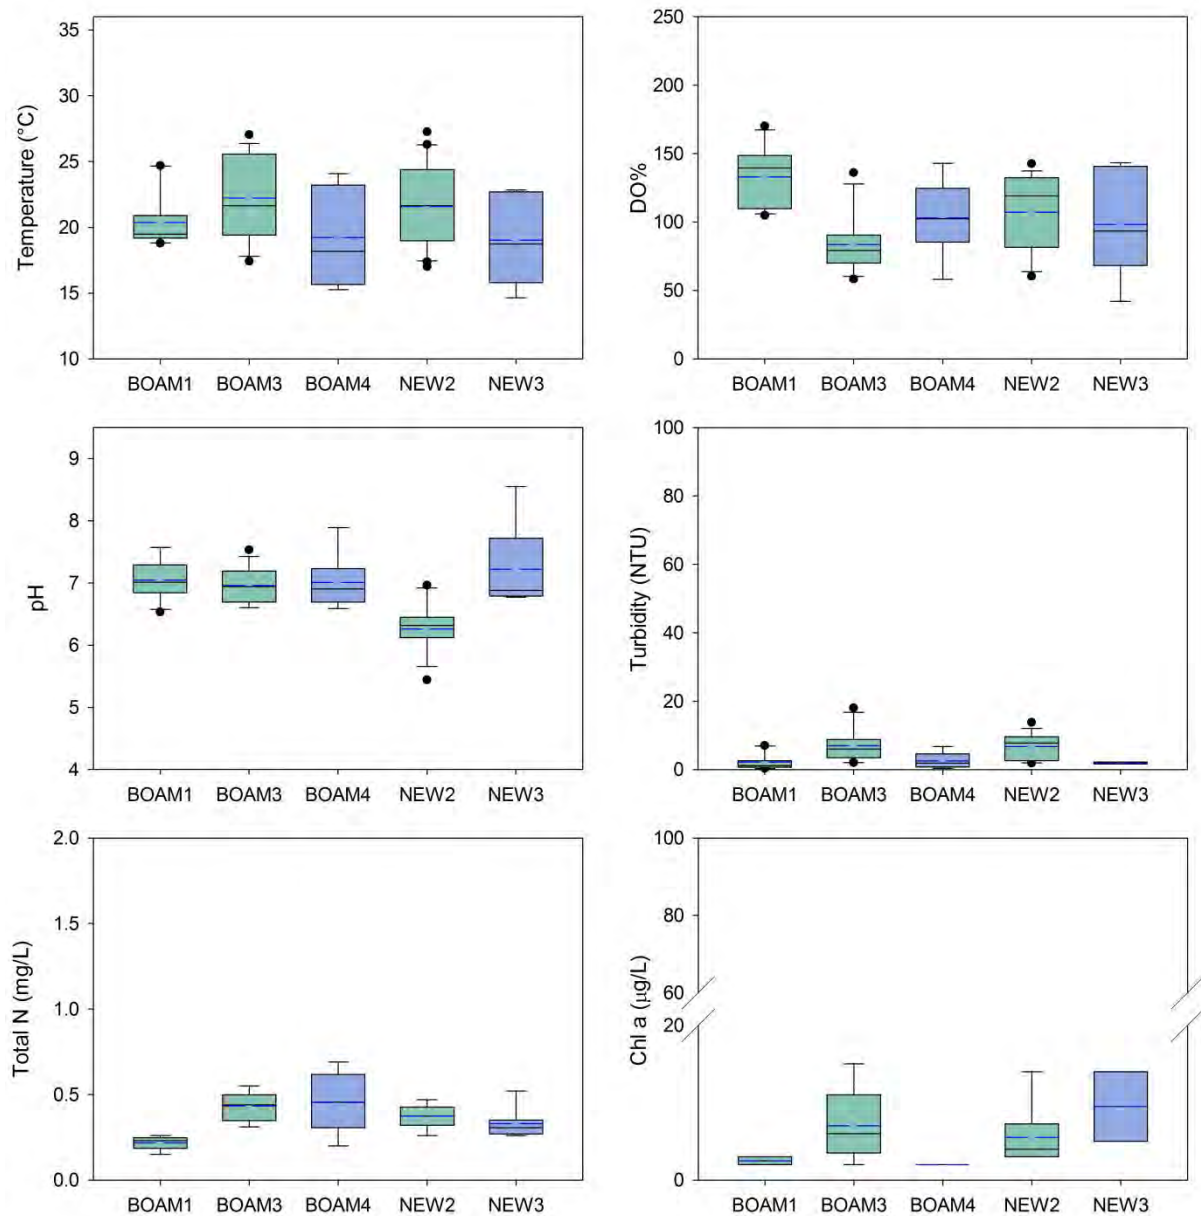 Temperature (°C)
35
30
25
20
15
10
BOAM1 BOAM3 BOAM4 NEW2 NEW3
DO%
250
200
150
100
50
0
BOAM1 BOAM3 BOAM4 NEW2 NEW3
pH
9
8
7
6
5
4
BOAM1 BOAM3 BOAM4 NEW2 NEW3
Turbidity (NTU)
100
80
60
40
20
0
BOAM1 BOAM3 BOAM4 NEW2 NEW3
Total N (mg/L)
2.0
1.5
1.0
0.5
0.0
BOAM1 BOAM3 BOAM4 NEW2 NEW3
Chl a (µg/L)
100
80
60
20
0
BOAM1 BOAM3 BOAM4 NEW2 NEW3